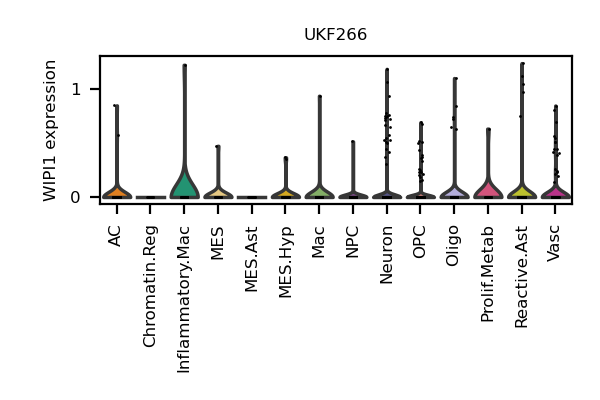 UKF266
WIPI1 expression
1
0
AC
Chromatin.Reg
Inflammatory.Mac
MES
MES.Ast
MES.Hyp
Mac
NPC
Neuron
OPC
Oligo
Prolif.Metab
Reactive.Ast
Vasc